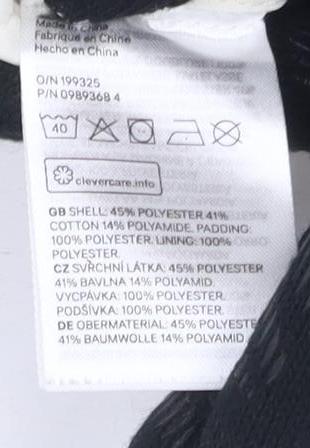 Made in China
Fabriqué en Chine
Hecho en China
O/N 199325
P/N 0989368 4
40
clevercare.info
GB SHELL: 45% POLYESTER 41%
COTTON 14% POLYAMIDE. PADDING:
100% POLYESTER. LINING: 100%
POLYESTER.
CZ SVRCHNÍ LÁTKA: 45% POLYESTER
41% BAVLNA 14% POLYAMID.
VYCPÁVKA: 100% POLYESTER.
PODŠÍVKA: 100% POLYESTER.
DE OBERMATERIAL: 45% POLYESTE
41% BAUMWOLLE 14% POLYAMID.